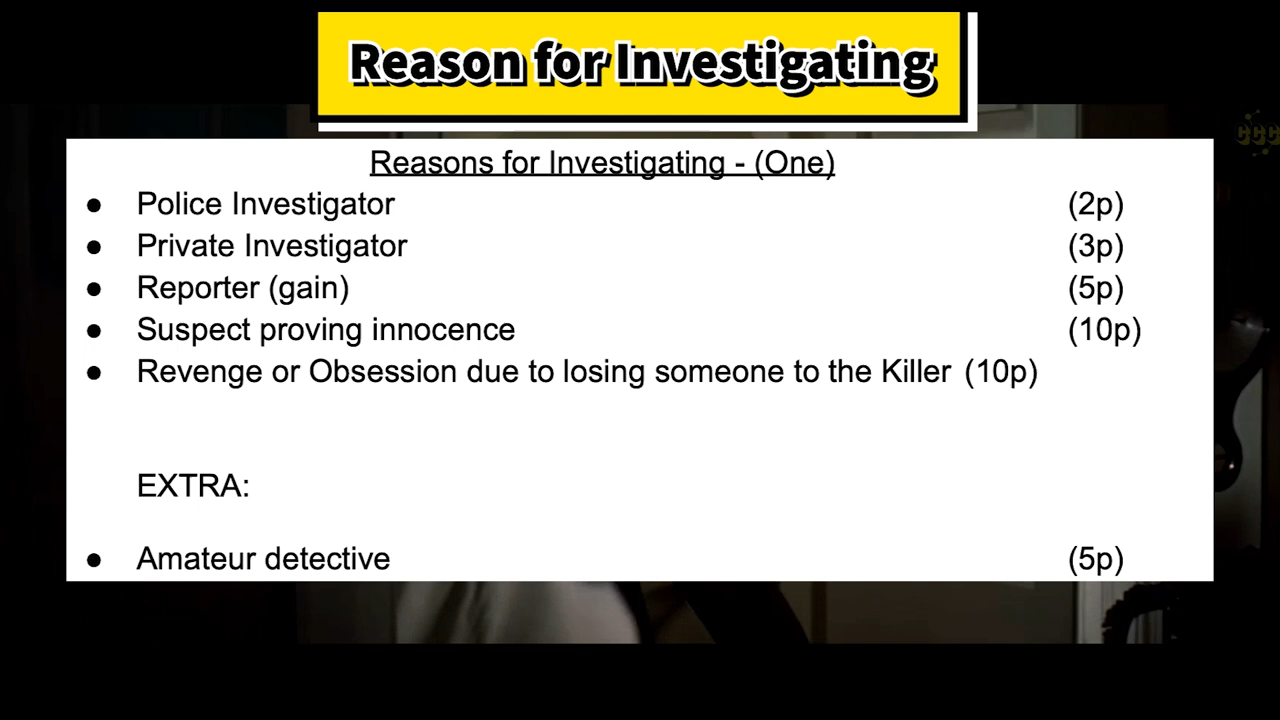 Reason for Investigating
CCC
Reasons for Investigating - (One)
● Police Investigator (2p)
● Private Investigator (3p)
● Reporter (gain) (5p)
● Suspect proving innocence (10p)
● Revenge or Obsession due to losing someone to the Killer (10p)
EXTRA:
● Amateur detective (5p)